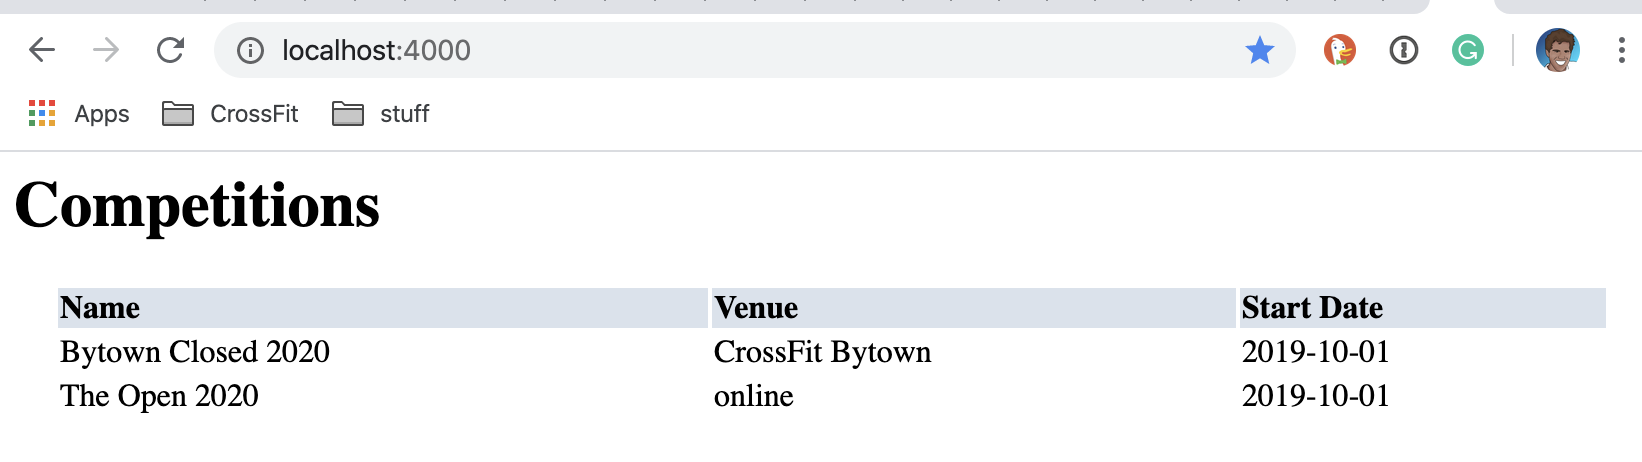 localhost:4000
Apps CrossFit stuff
Competitions
Name Venue Start Date
Bytown Closed 2020 CrossFit Bytown 2019-10-01
The Open 2020 online 2019-10-01